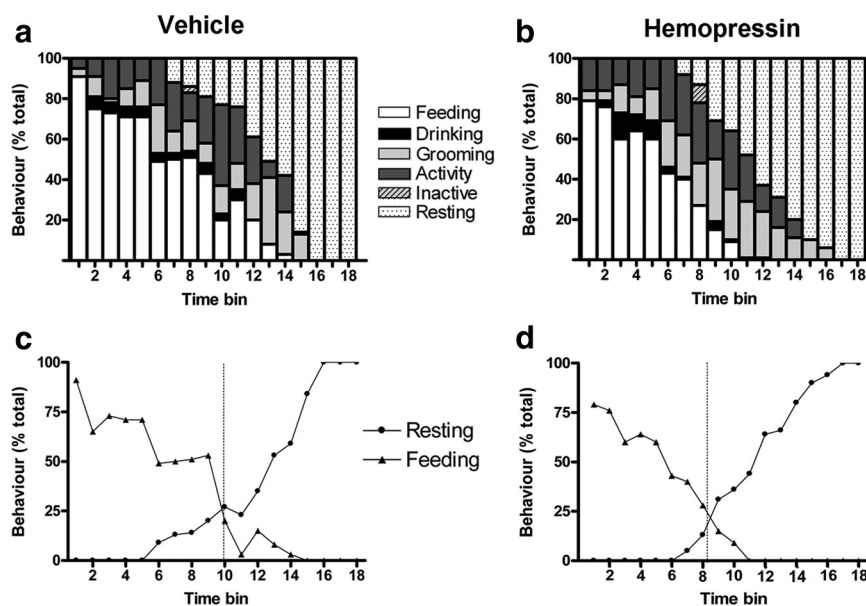 a
Vehicle
b
Hemopressin
Behaviour (% total)
100
80
60
40
20
2 4 6 8 10 12 14 16 18
Time bin
Feeding
Drinking
Grooming
Activity
Inactive
Resting
Behaviour (% total)
100
80
60
40
20
2 4 6 8 10 12 14 16 18
Time bin
c
Behaviour (% total)
100
75
50
25
0
2 4 6 8 10 12 14 16 18
Time bin
Resting
Feeding
d
Behaviour (% total)
100
75
50
25
0
2 4 6 8 10 12 14 16 18
Time bin